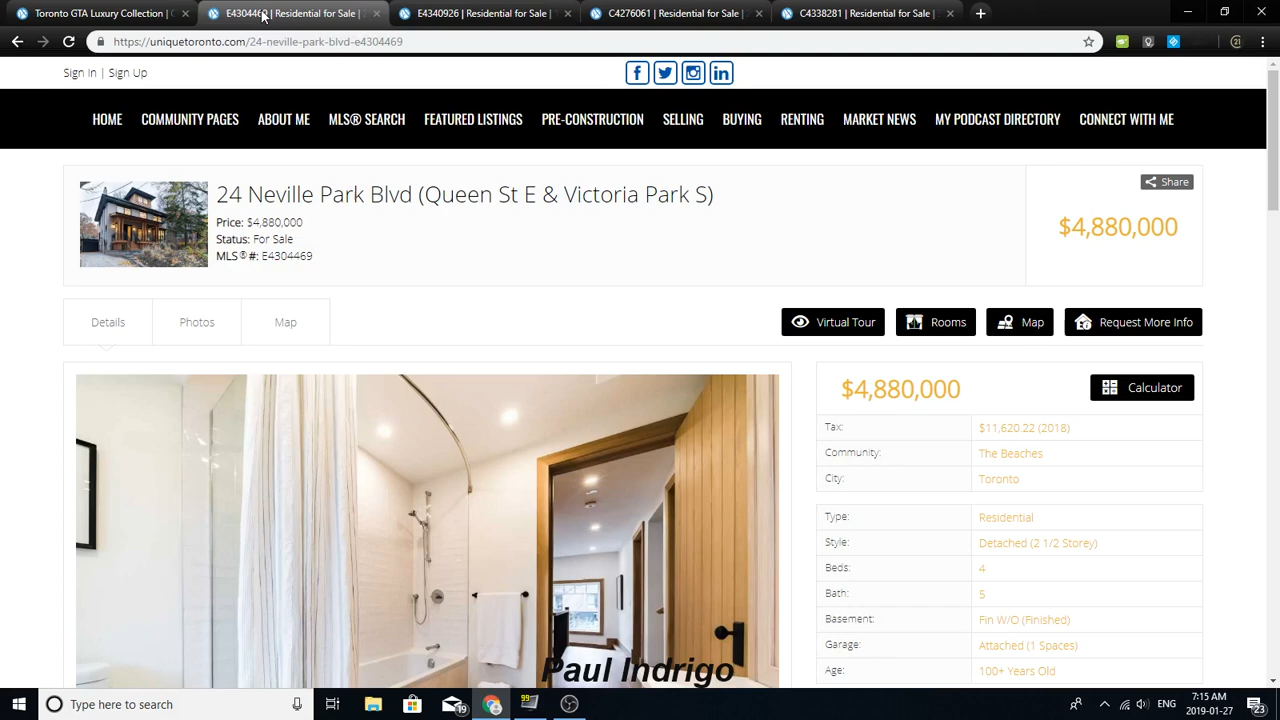 Toronto GTA Luxury Collection |
E4304469 | Residential for Sale |
E4340926 | Residential for Sale |
C4276061 | Residential for Sale |
C4338281 | Residential for Sale |
https://uniquetoronto.com/24-neville-park-blvd-e4304469
21
Sign In | Sign Up
HOME COMMUNITY PAGES ABOUT ME MLS® SEARCH FEATURED LISTINGS PRE-CONSTRUCTION SELLING BUYING RENTING MARKET NEWS MY PODCAST DIRECTORY CONNECT WITH ME
24 Neville Park Blvd (Queen St E & Victoria Park S)
Price: $4,880,000
Status: For Sale
MLS®#: E4304469
Share
$4,880,000
Details Photos Map
Virtual Tour Rooms Map Request More Info
$4,880,000 Calculator
Tax: $11,620.22 (2018)
Community: The Beaches
City: Toronto
Type: Residential
Style: Detached (2 1/2 Storey)
Beds: 4
Bath: 5
Basement: Fin W/O (Finished)
Garage: Attached (1 Spaces)
Age: 100+ Years Old
Paul Indrigo
Type here to search
19
99
ENG
7:15 AM
2019-01-27
23